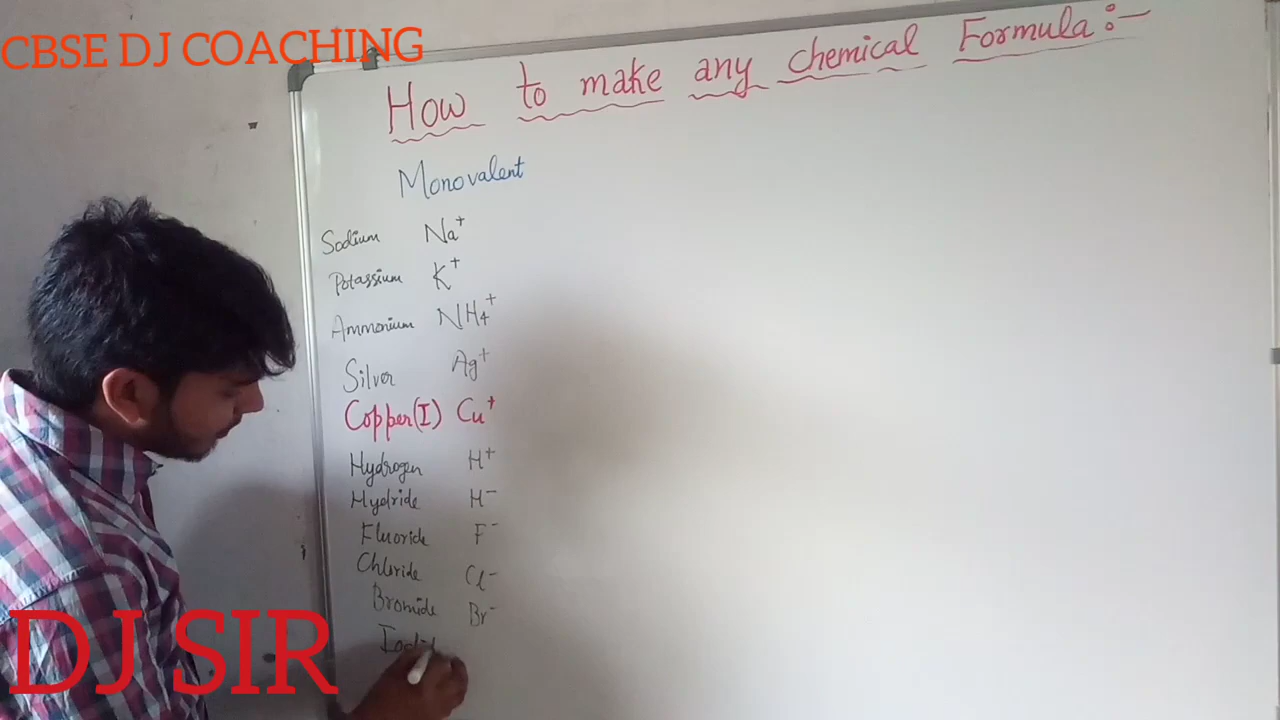 CBSE DJ COACHING
How to make any chemical Formula:-
Monovalent
Sodium Na+
Potassium K+
Ammonium NH4+
Silver Ag+
Copper(I) Cu+
Hydrogen H+
Hydride H-
Fluoride F-
Chloride Cl-
Bromide Br-
DJ SIR